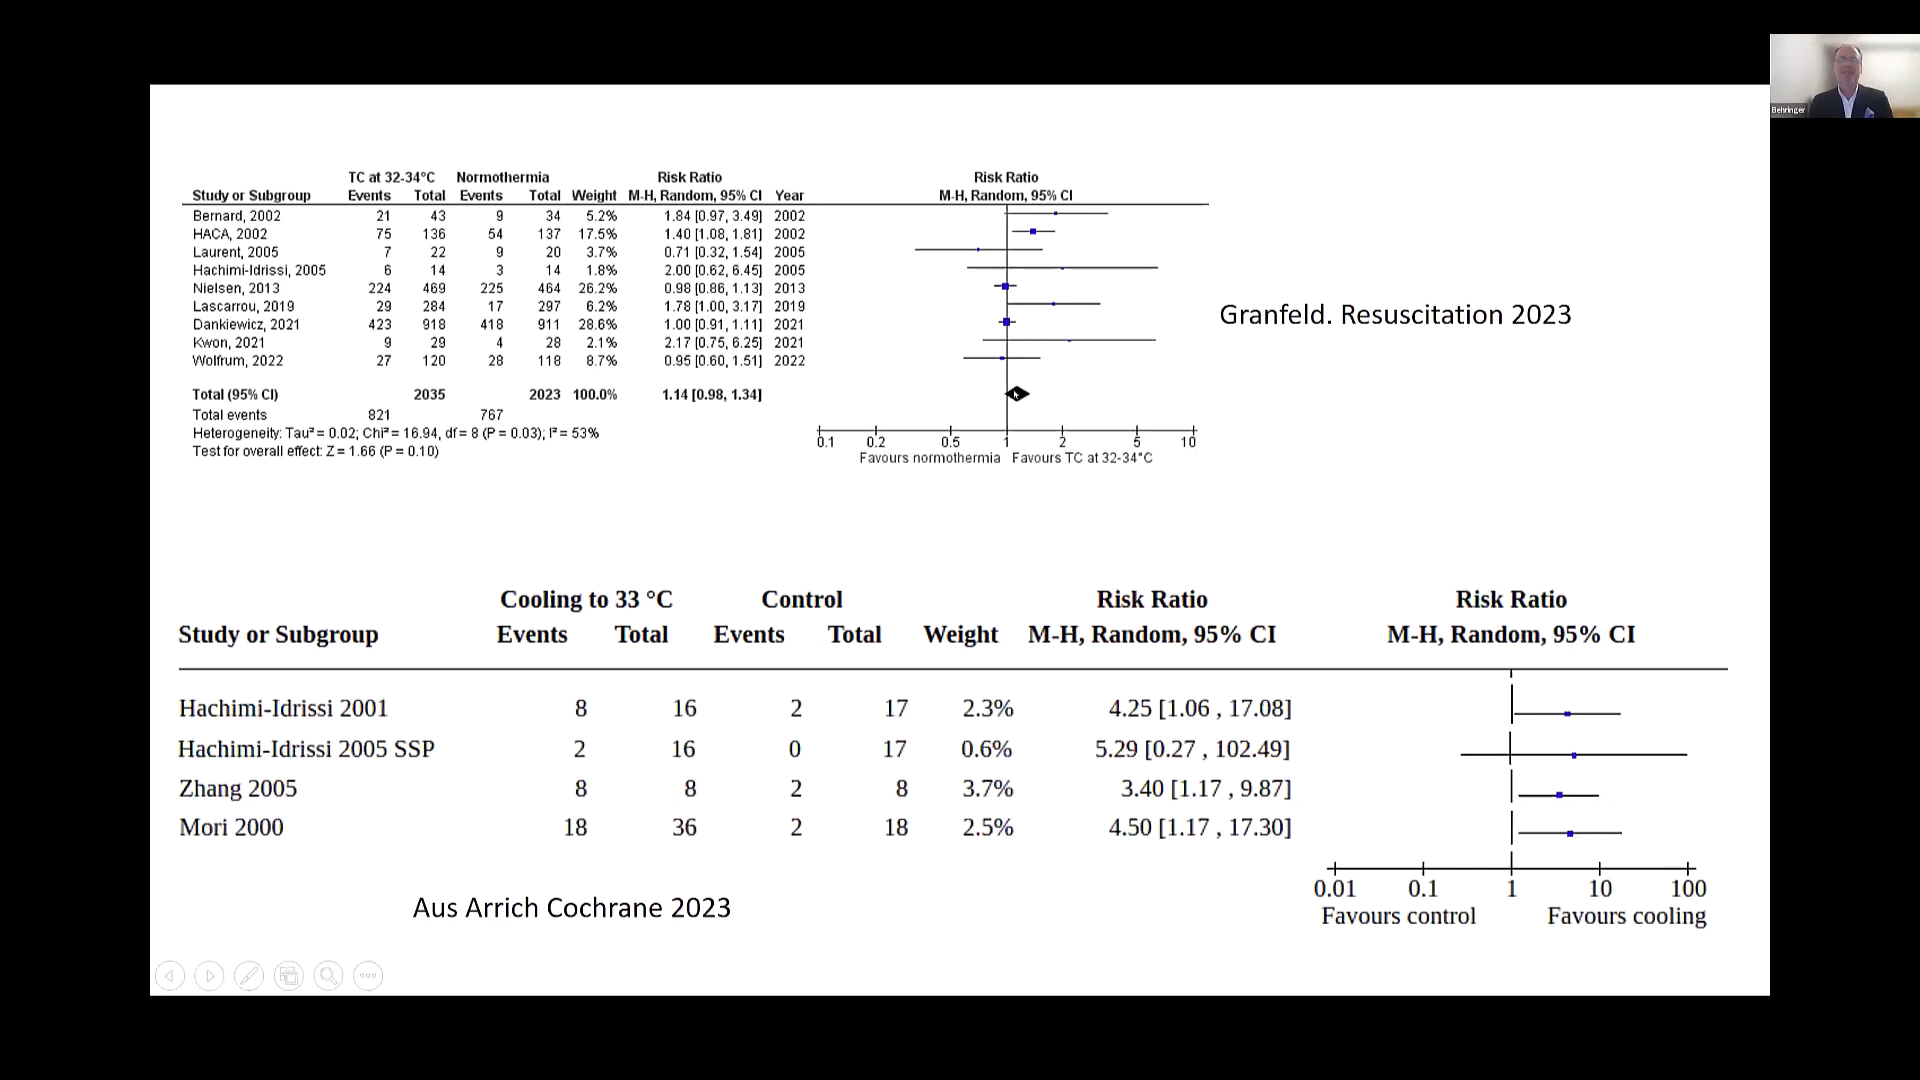 Behringer
TC at 32-34°C Normothermia Risk Ratio Risk Ratio
Study or Subgroup Events Total Events Total Weight M-H, Random, 95% CI Year M-H, Random, 95% CI
Bernard, 2002 21 43 9 34 5.2% 1.84 [0.97, 3.49] 2002
HACA, 2002 75 136 54 137 17.5% 1.40 [1.08, 1.81] 2002
Laurent, 2005 7 22 9 20 3.7% 0.71 [0.32, 1.54] 2005
Hachimi-Idrissi, 2005 6 14 3 14 1.8% 2.00 [0.62, 6.45] 2005
Nielsen, 2013 224 469 225 464 26.2% 0.98 [0.86, 1.13] 2013
Lascarrou, 2019 29 284 17 297 6.2% 1.78 [1.00, 3.17] 2019
Dankiewicz, 2021 423 918 418 911 28.6% 1.00 [0.91, 1.11] 2021
Kwon, 2021 9 29 4 28 2.1% 2.17 [0.75, 6.25] 2021
Wolfrum, 2022 27 120 28 118 8.7% 0.95 [0.60, 1.51] 2022
Total (95% CI) 2035 2023 100.0% 1.14 [0.98, 1.34]
Total events 821 767
Heterogeneity: Tau² = 0.02; Chi² = 16.94, df = 8 (P = 0.03); I² = 53%
Test for overall effect: Z = 1.66 (P = 0.10)
0.1 0.2 0.5 1 2 5 10
Favours normothermia Favours TC at 32-34°C
Granfeld. Resuscitation 2023
Cooling to 33 °C Control Risk Ratio Risk Ratio
Study or Subgroup Events Total Events Total Weight M-H, Random, 95% CI M-H, Random, 95% CI
Hachimi-Idrissi 2001 8 16 2 17 2.3% 4.25 [1.06 , 17.08]
Hachimi-Idrissi 2005 SSP 2 16 0 17 0.6% 5.29 [0.27 , 102.49]
Zhang 2005 8 8 2 8 3.7% 3.40 [1.17 , 9.87]
Mori 2000 18 36 2 18 2.5% 4.50 [1.17 , 17.30]
0.01 0.1 1 10 100
Favours control Favours cooling
Aus Arrich Cochrane 2023